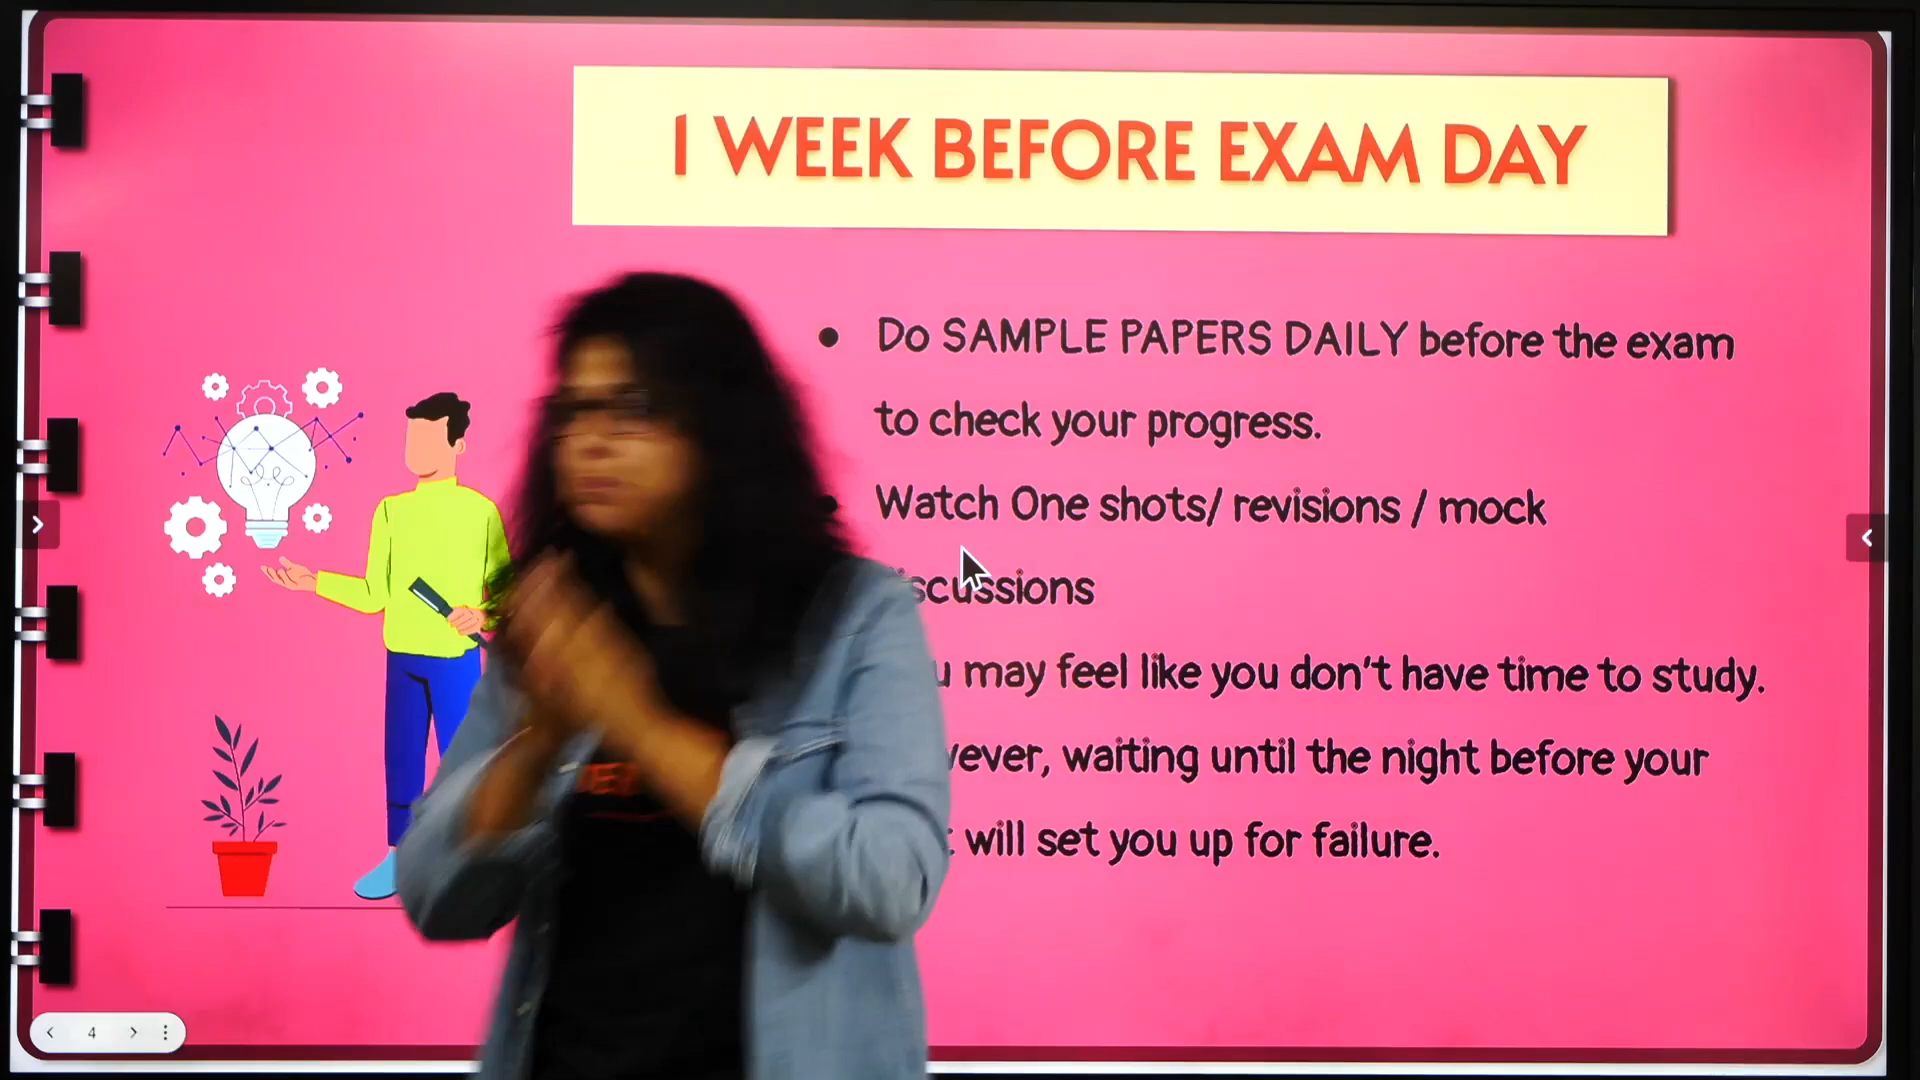 1 WEEK BEFORE EXAM DAY
Do SAMPLE PAPERS DAILY before the exam
to check your progress.
Watch One shots/ revisions / mock
may feel like you don't have time to study.
waiting until the night before your
will set you up for failure.
4